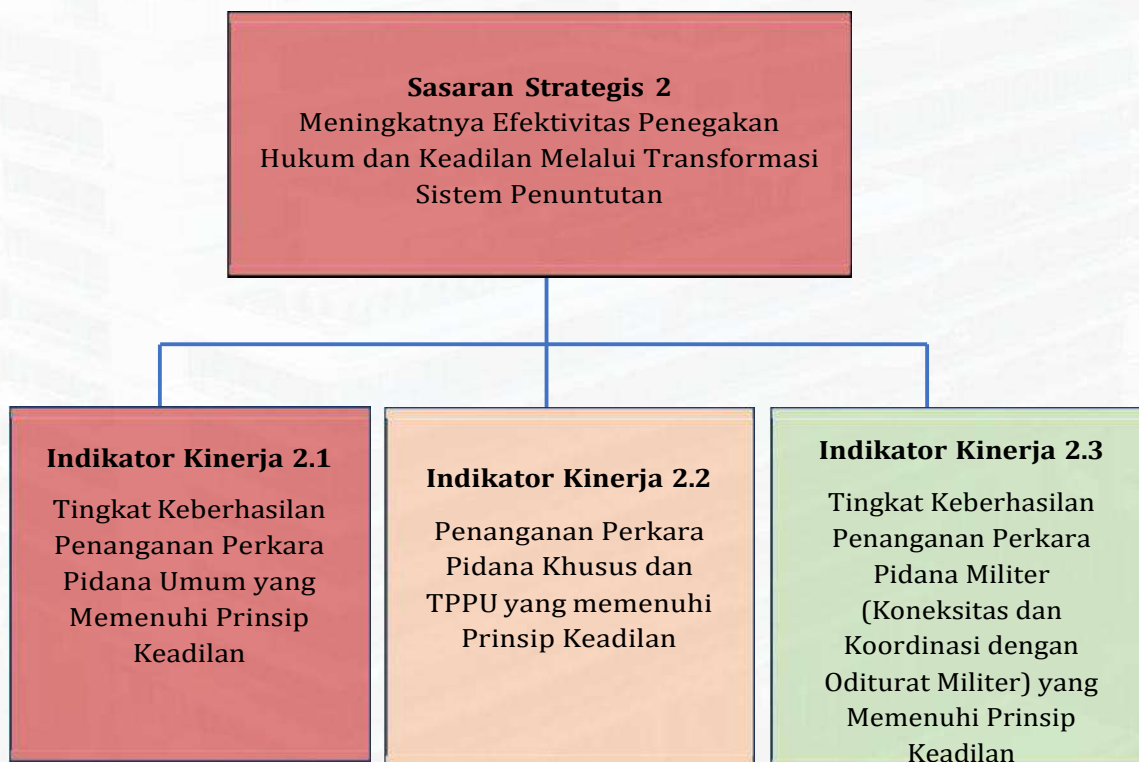 Sasaran Strategis 2
Meningkatnya Efektivitas Penegakan
Hukum dan Keadilan Melalui Transformasi
Sistem Penuntutan
Indikator Kinerja 2.1
Tingkat Keberhasilan
Penanganan Perkara
Pidana Umum yang
Memenuhi Prinsip
Keadilan
Indikator Kinerja 2.2
Penanganan Perkara
Pidana Khusus dan
TPPU yang memenuhi
Prinsip Keadilan
Indikator Kinerja 2.3
Tingkat Keberhasilan
Penanganan Perkara
Pidana Militer
(Koneksitas dan
Koordinasi dengan
Oditurat Militer) yang
Memenuhi Prinsip
Keadilan